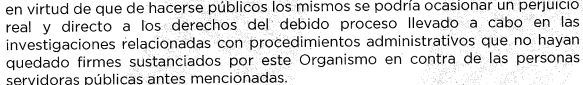 en virtud de que de hacerse públicos los mismos se podría ocasionar un perjuicio
real y directo a los derechos del debido proceso llevado a cabo en las
investigaciones relacionadas con procedimientos administrativos que no hayan
quedado firmes sustanciados por este Organismo en contra de las personas
servidoras públicas antes mencionadas.